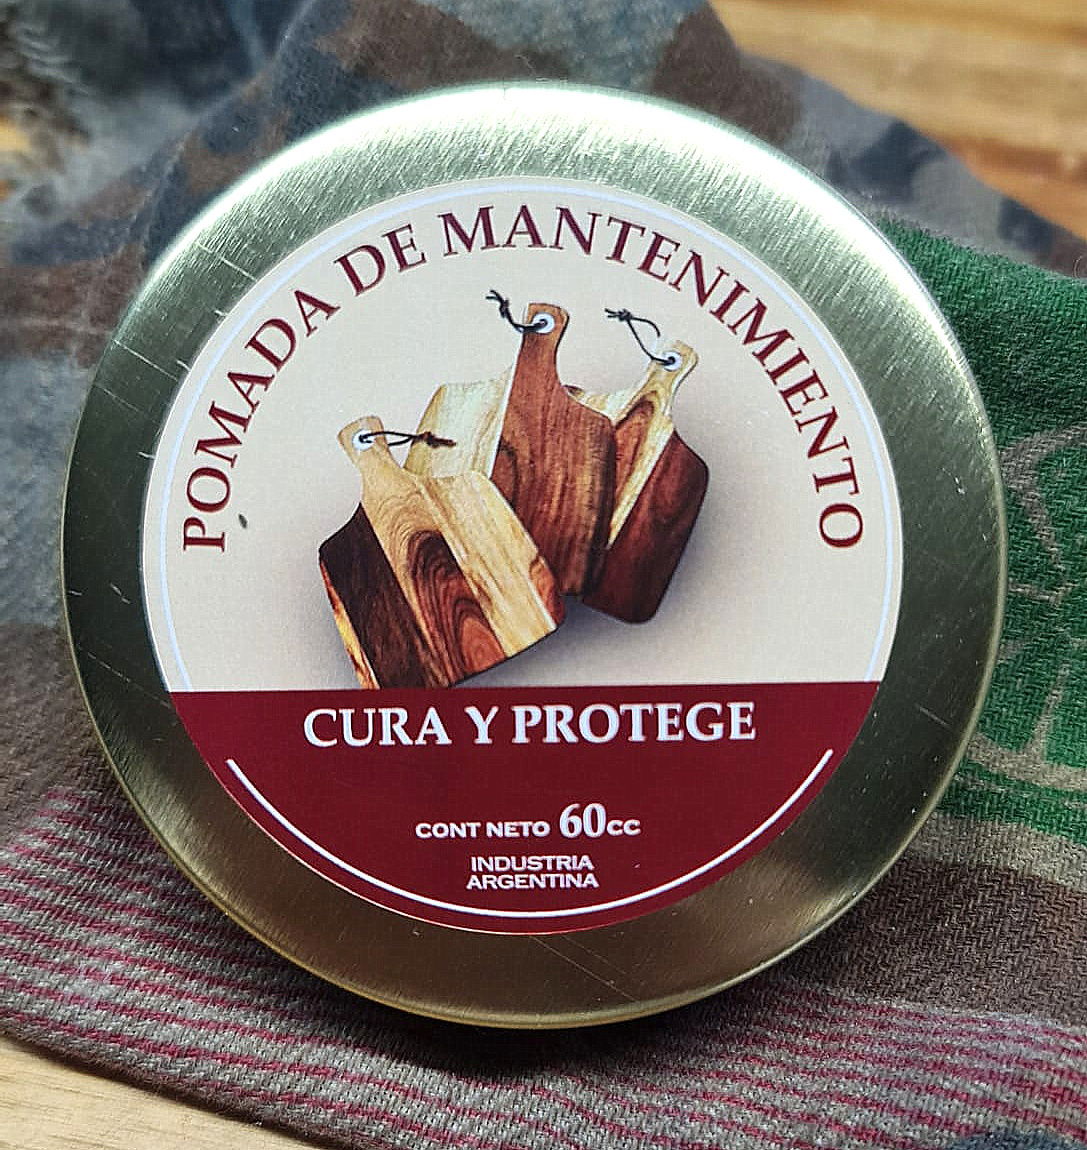 POMADA DE MANTENIMIENTO
CURA Y PROTEGE
CONT NETO 60CC
INDUSTRIA
ARGENTINA